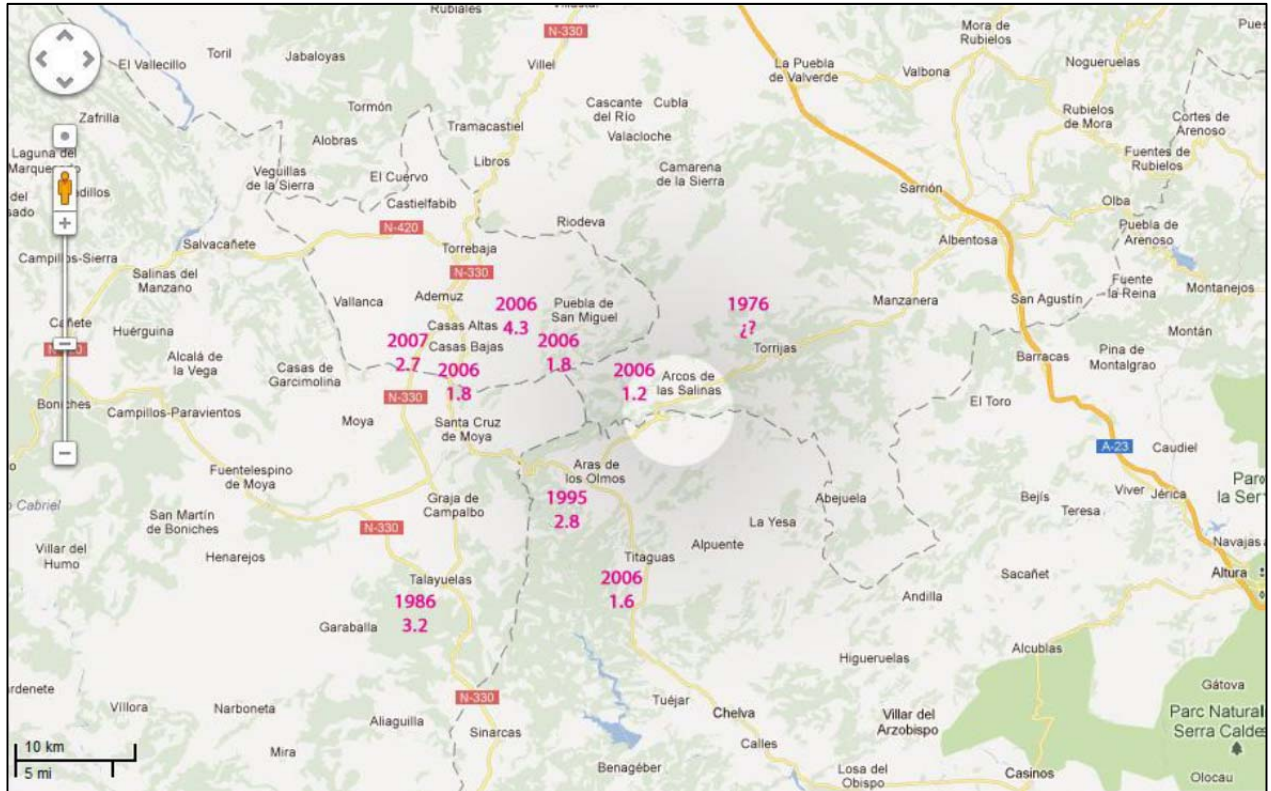 Rubiales
Villastar
N-330
Mora de
Rubielos
Toril
Jabaloyas
El Vallecillo
Villel
La Puebla
de Valverde
Valbona
Nogueruelas
Tormón
Cascante
del Río
Cubla
Zafrilla
Rubielos
de Mora
Cortes de
Arenoso
Alobras
Tramacastiel
Valacloche
Laguna del
Marquesado
Veguillas
de la Sierra
El Cuervo
Libros
Camarena
de la Sierra
Fuentes de
Rubielos
Castielfabib
Sarrión
Olba
Riodeva
N-420
Puebla de
Arenoso
Salvacañete
Torrebaja
Albentosa
Campillos-Sierra
Salinas del
Manzano
N-330
Fuente
la Reina
Montanejos
Vallanca
Ademuz
2006
4.3
Puebla de
San Miguel
1976
¿?
Manzanera
San Agustín
Cañete
Huérguina
Casas Altas
Casas Bajas
2007
2.7
2006
1.8
Torrijas
Montán
Alcalá de
la Vega
Casas de
Garcimolina
2006
1.8
2006
1.2
Arcos de
las Salinas
Barracas
Pina de
Montalgrao
Boniches
Campillos-Paravientos
N-330
Moya
Santa Cruz
de Moya
El Toro
A-23
Caudiel
Fuentelespino
de Moya
Aras de
los Olmos
Graja de
Campalbo
1995
2.8
Abejuela
Bejís
Viver
Jérica
Teresa
Cabriel
San Martín
de Boniches
N-330
La Yesa
Villar del
Humo
Henarejos
Alpuente
Navajas
Titaguas
Talayuelas
2006
1.6
Sacañet
Altura
1986
3.2
Andilla
Garaballa
Alcublas
Higueruelas
Gátova
N-330
Víllora
Narboneta
Aliaguilla
Sinarcas
Tuéjar
Chelva
Villar del
Arzobispo
Parc Natural
Serra Calde
10 km
5 mi
Mira
Calles
Benagéber
Losa del
Obispo
Casinos
Olocau